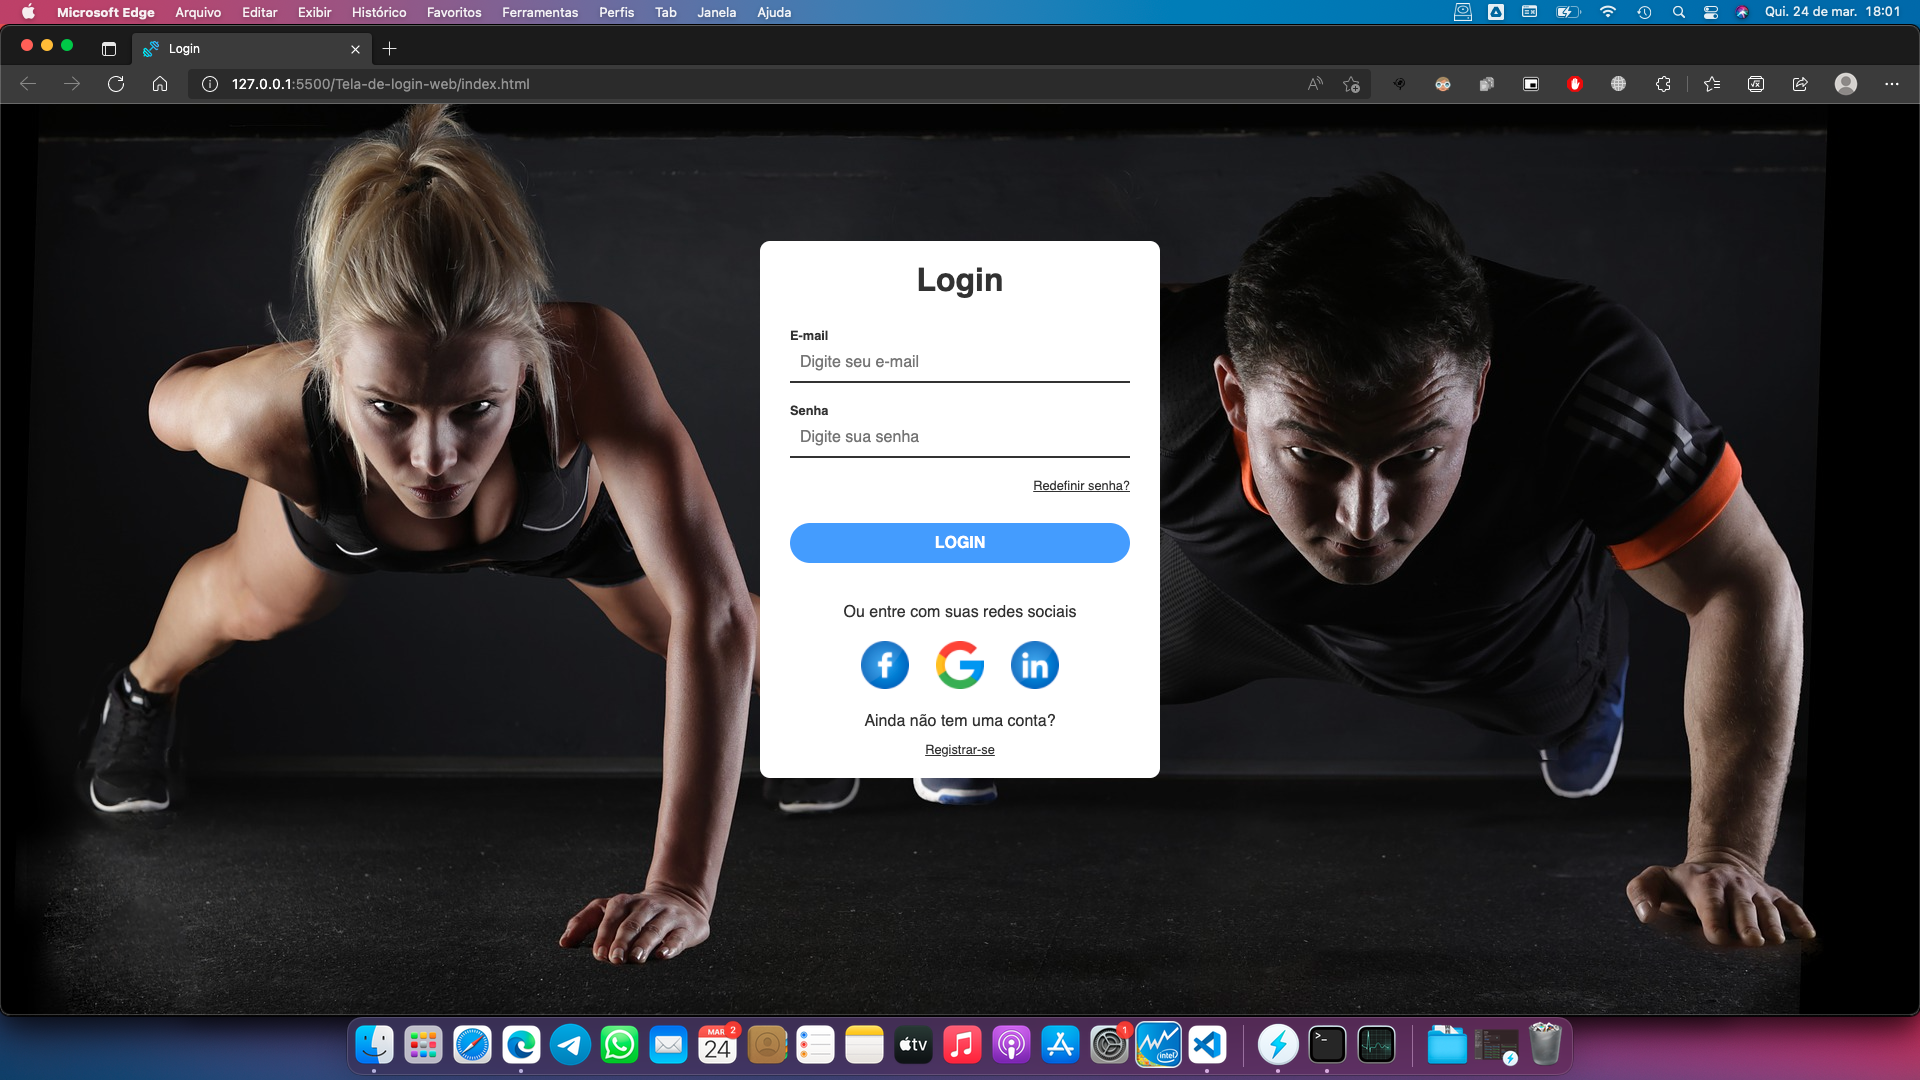 Microsoft Edge Arquivo Editar Exibir Histórico Favoritos Ferramentas Perfis Tab Janela Ajuda Qui. 24 de mar. 18:01
Login
127.0.0.1:5500/Tela-de-login-web/index.html
Login
E-mail
Digite seu e-mail
Senha
Digite sua senha
Redefinir senha?
LOGIN
Ou entre com suas redes sociais
f G in
Ainda não tem uma conta?
Registrar-se
MAR 2
24
tv
1
intel